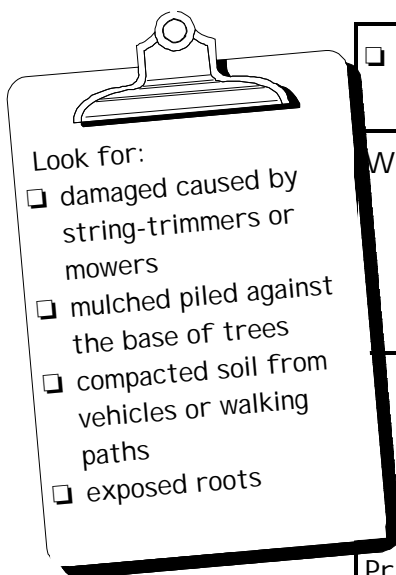 Look for:
❑ damaged caused by
string-trimmers or
mowers
❑ mulched piled against
the base of trees
❑ compacted soil from
vehicles or walking
paths
❑ exposed roots
❑
W
Pr